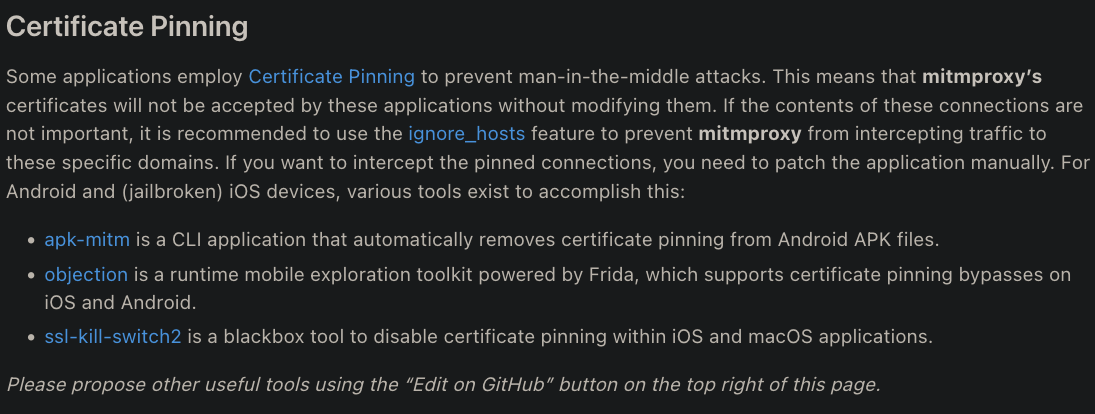 Certificate Pinning
Some applications employ Certificate Pinning to prevent man-in-the-middle attacks. This means that mitmproxy’s
certificates will not be accepted by these applications without modifying them. If the contents of these connections are
not important, it is recommended to use the ignore_hosts feature to prevent mitmproxy from intercepting traffic to
these specific domains. If you want to intercept the pinned connections, you need to patch the application manually. For
Android and (jailbroken) iOS devices, various tools exist to accomplish this:
• apk-mitm is a CLI application that automatically removes certificate pinning from Android APK files.
• objection is a runtime mobile exploration toolkit powered by Frida, which supports certificate pinning bypasses on
iOS and Android.
• ssl-kill-switch2 is a blackbox tool to disable certificate pinning within iOS and macOS applications.
Please propose other useful tools using the “Edit on GitHub” button on the top right of this page.